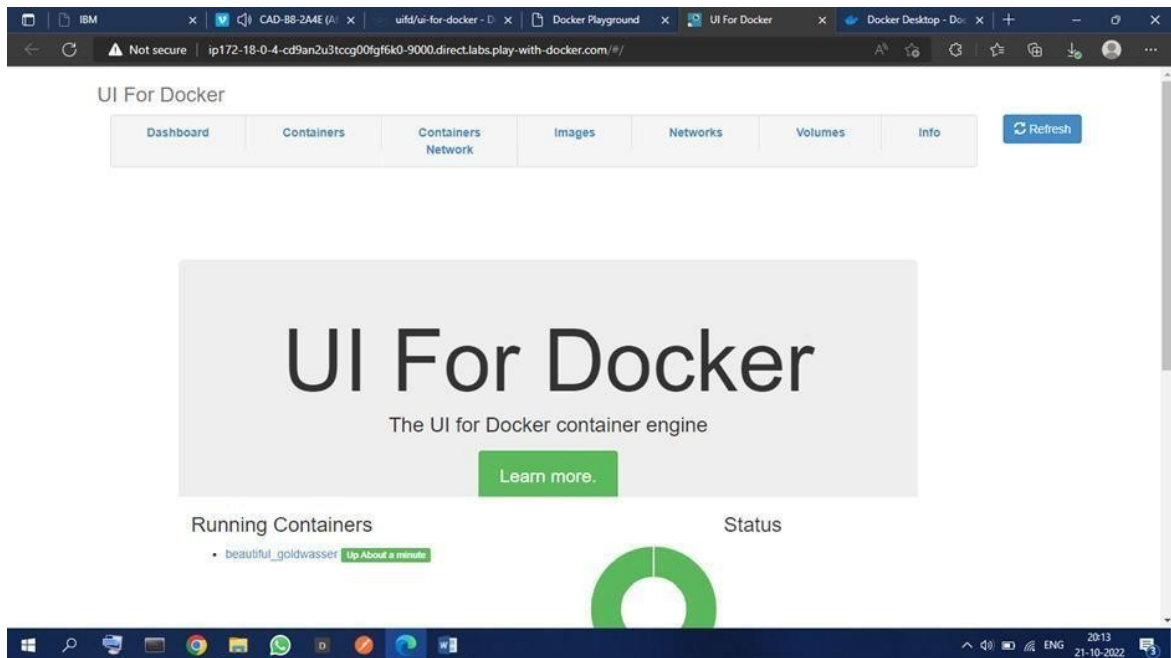 IBM
CAD-B8-2A4E (A
uifd/ui-for-docker - D
Docker Playground
UI For Docker
Docker Desktop - Doc
Not secure ip172-18-0-4-cd9an2u3tccg00fgf6k0-9000.direct.labs.play-with-docker.com/#/
UI For Docker
Dashboard Containers Containers Network Images Networks Volumes Info Refresh
UI For Docker
The UI for Docker container engine
Learn more.
Running Containers Status
beautiful_goldwasser Up About a minute
ENG 20:13
21-10-2022
3